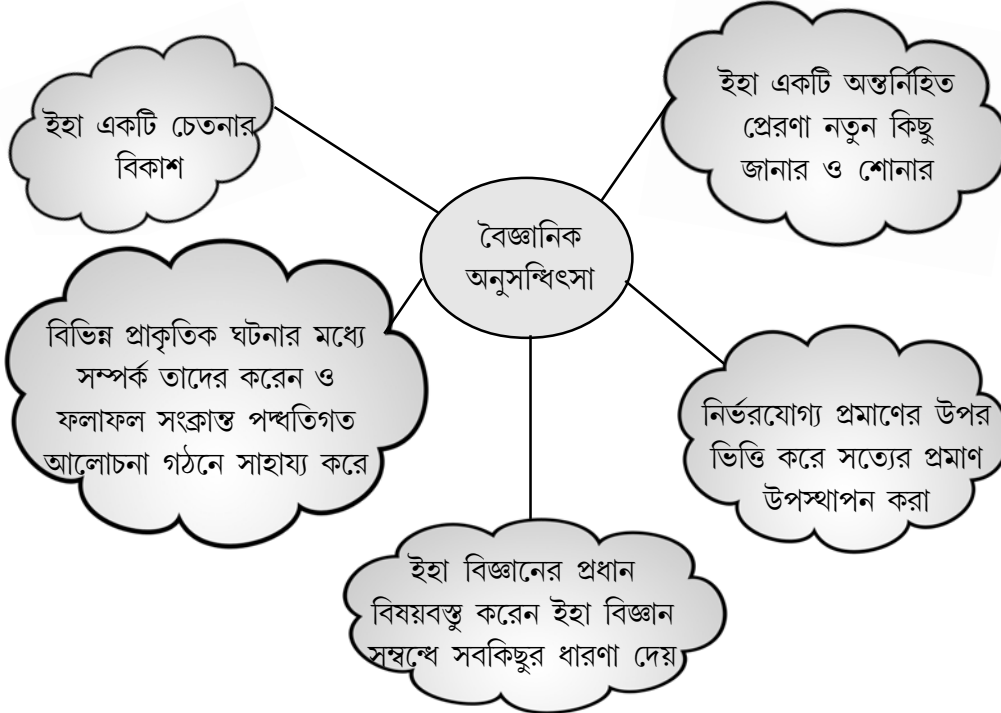 ইহা একটি চেতনার
বিকাশ
ইহা একটি অন্তর্নিহিত
প্রেরণা নতুন কিছু
জানার ও শোনার
বৈজ্ঞানিক
অনুসন্ধিৎসা
বিভিন্ন প্রাকৃতিক ঘটনার মধ্যে
সম্পর্ক তাদের করেন ও
ফলাফল সংক্রান্ত পদ্ধতিগত
আলোচনা গঠনে সাহায্য করে
নির্ভরযোগ্য প্রমাণের উপর
ভিত্তি করে সত্যের প্রমাণ
উপস্থাপন করা
ইহা বিজ্ঞানের প্রধান
বিষয়বস্তু করেন ইহা বিজ্ঞান
সম্বন্ধে সবকিছুর ধারণা দেয়